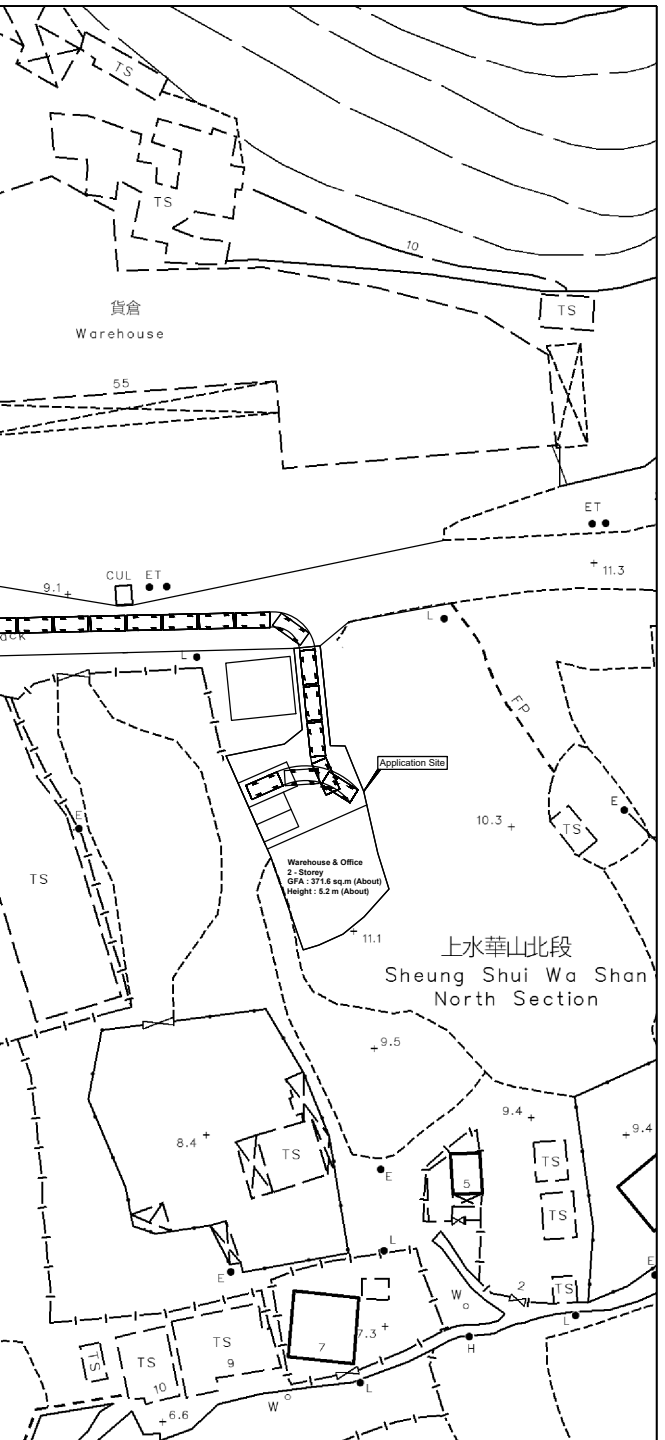 TS
TS
10
貨倉
Warehouse
TS
55
ET
CUL
ET
9.1
11.3
ack
L
L
FP
Application Site
E
E
10.3
TS
TS
Warehouse & Office
2 - Storey
GFA : 371.6 sq.m (About)
Height : 5.2 m (About)
11.1
上水華山北段
Sheung Shui Wa Shan
North Section
9.5
9.4
9.4
8.4
TS
TS
E
5
TS
L
E
2
TS
E
W
L
TS
7.3
H
TS
TS
9
7
10
L
W
6.6